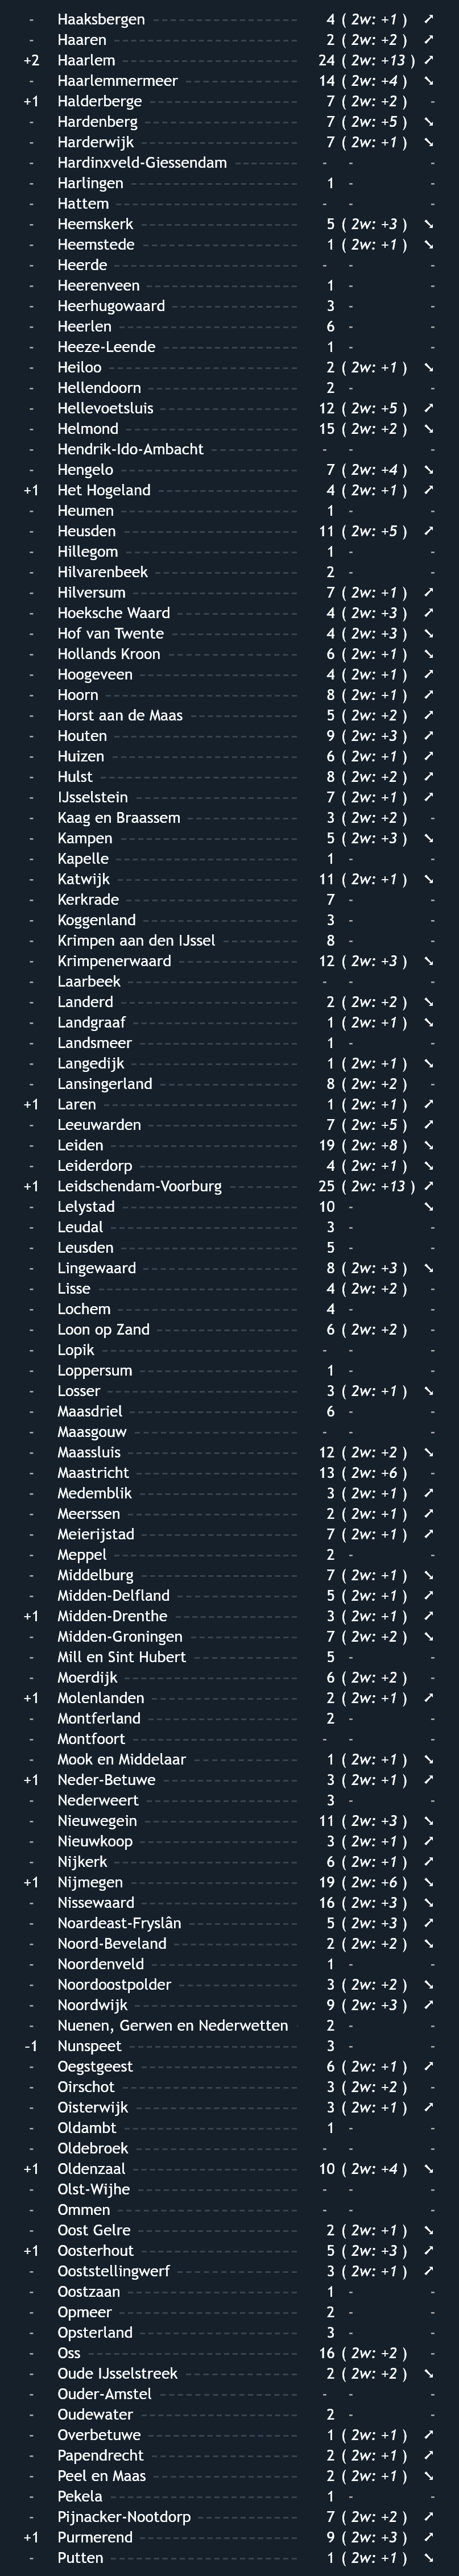 - Haaksbergen 4 ( 2w: +1 ) ➚
- Haaren 2 ( 2w: +2 ) ➚
+2 Haarlem 24 ( 2w: +13 ) ➚
- Haarlemmermeer 14 ( 2w: +4 ) ➘
+1 Halderberge 7 ( 2w: +2 ) -
- Hardenberg 7 ( 2w: +5 ) ➘
- Harderwijk 7 ( 2w: +1 ) ➘
- Hardinxveld-Giessendam - - -
- Harlingen 1 - -
- Hattem - - -
- Heemskerk 5 ( 2w: +3 ) ➘
- Heemstede 1 ( 2w: +1 ) ➘
- Heerde - - -
- Heerenveen 1 - -
- Heerhugowaard 3 - -
- Heerlen 6 - -
- Heeze-Leende 1 - -
- Heiloo 2 ( 2w: +1 ) ➘
- Hellendoorn 2 - -
- Hellevoetsluis 12 ( 2w: +5 ) ➚
- Helmond 15 ( 2w: +2 ) ➘
- Hendrik-Ido-Ambacht - - -
- Hengelo 7 ( 2w: +4 ) ➘
+1 Het Hogeland 4 ( 2w: +1 ) ➚
- Heumen 1 - -
- Heusden 11 ( 2w: +5 ) ➚
- Hillegom 1 - -
- Hilvarenbeek 2 - -
- Hilversum 7 ( 2w: +1 ) ➚
- Hoeksche Waard 4 ( 2w: +3 ) ➚
- Hof van Twente 4 ( 2w: +3 ) ➘
- Hollands Kroon 6 ( 2w: +1 ) ➘
- Hoogeveen 4 ( 2w: +1 ) ➚
- Hoorn 8 ( 2w: +1 ) ➚
- Horst aan de Maas 5 ( 2w: +2 ) ➚
- Houten 9 ( 2w: +3 ) ➚
- Huizen 6 ( 2w: +1 ) ➚
- Hulst 8 ( 2w: +2 ) ➚
- IJsselstein 7 ( 2w: +1 ) ➚
- Kaag en Braassem 3 ( 2w: +2 ) -
- Kampen 5 ( 2w: +3 ) ➘
- Kapelle 1 - -
- Katwijk 11 ( 2w: +1 ) ➘
- Kerkrade 7 - -
- Koggenland 3 - -
- Krimpen aan den IJssel 8 - -
- Krimpenerwaard 12 ( 2w: +3 ) ➘
- Laarbeek - - -
- Landerd 2 ( 2w: +2 ) ➘
- Landgraaf 1 ( 2w: +1 ) ➘
- Landsmeer 1 - -
- Langedijk 1 ( 2w: +1 ) ➘
- Lansingerland 8 ( 2w: +2 ) -
+1 Laren 1 ( 2w: +1 ) ➚
- Leeuwarden 7 ( 2w: +5 ) ➚
- Leiden 19 ( 2w: +8 ) ➘
- Leiderdorp 4 ( 2w: +1 ) ➘
+1 Leidschendam-Voorburg 25 ( 2w: +13 ) ➚
- Lelystad 10 - ➘
- Leudal 3 - -
- Leusden 5 - -
- Lingewaard 8 ( 2w: +3 ) ➘
- Lisse 4 ( 2w: +2 ) -
- Lochem 4 - -
- Loon op Zand 6 ( 2w: +2 ) -
- Lopik - - -
- Loppersum 1 - -
- Losser 3 ( 2w: +1 ) ➘
- Maasdriel 6 - -
- Maasgouw - - -
- Maassluis 12 ( 2w: +2 ) ➘
- Maastricht 13 ( 2w: +6 ) -
- Medemblik 3 ( 2w: +1 ) ➚
- Meerssen 2 ( 2w: +1 ) ➚
- Meierijstad 7 ( 2w: +1 ) ➚
- Meppel 2 - -
- Middelburg 7 ( 2w: +1 ) ➘
- Midden-Delfland 5 ( 2w: +1 ) ➚
+1 Midden-Drenthe 3 ( 2w: +1 ) ➚
- Midden-Groningen 7 ( 2w: +2 ) ➘
- Mill en Sint Hubert 5 - -
- Moerdijk 6 ( 2w: +2 ) -
+1 Molenlanden 2 ( 2w: +1 ) ➚
- Montferland 2 - -
- Montfoort - - -
- Mook en Middelaar 1 ( 2w: +1 ) ➘
+1 Neder-Betuwe 3 ( 2w: +1 ) ➚
- Nederweert 3 - -
- Nieuwegein 11 ( 2w: +3 ) ➘
- Nieuwkoop 3 ( 2w: +1 ) ➚
- Nijkerk 6 ( 2w: +1 ) ➚
+1 Nijmegen 19 ( 2w: +6 ) ➘
- Nissewaard 16 ( 2w: +3 ) ➘
- Noardeast-Fryslân 5 ( 2w: +3 ) ➚
- Noord-Beveland 2 ( 2w: +2 ) ➘
- Noordenveld 1 - -
- Noordoostpolder 3 ( 2w: +2 ) ➘
- Noordwijk 9 ( 2w: +3 ) ➚
- Nuenen, Gerwen en Nederwetten 2 - -
-1 Nunspeet 3 - -
- Oegstgeest 6 ( 2w: +1 ) ➚
- Oirschot 3 ( 2w: +2 ) -
- Oisterwijk 3 ( 2w: +1 ) ➚
- Oldambt 1 - -
- Oldebroek - - -
+1 Oldenzaal 10 ( 2w: +4 ) ➘
- Olst-Wijhe - - -
- Ommen - - -
- Oost Gelre 2 ( 2w: +1 ) ➘
+1 Oosterhout 5 ( 2w: +3 ) ➚
- Ooststellingwerf 3 ( 2w: +1 ) ➚
- Oostzaan 1 - -
- Opmeer 2 - -
- Opsterland 3 - -
- Oss 16 ( 2w: +2 ) -
- Oude IJsselstreek 2 ( 2w: +2 ) ➘
- Ouder-Amstel - - -
- Oudewater 2 - -
- Overbetuwe 1 ( 2w: +1 ) ➚
- Papendrecht 2 ( 2w: +1 ) ➚
- Peel en Maas 2 ( 2w: +1 ) ➘
- Pekela 1 - -
- Pijnacker-Nootdorp 7 ( 2w: +2 ) ➚
+1 Purmerend 9 ( 2w: +3 ) ➚
- Putten 1 ( 2w: +1 ) ➘